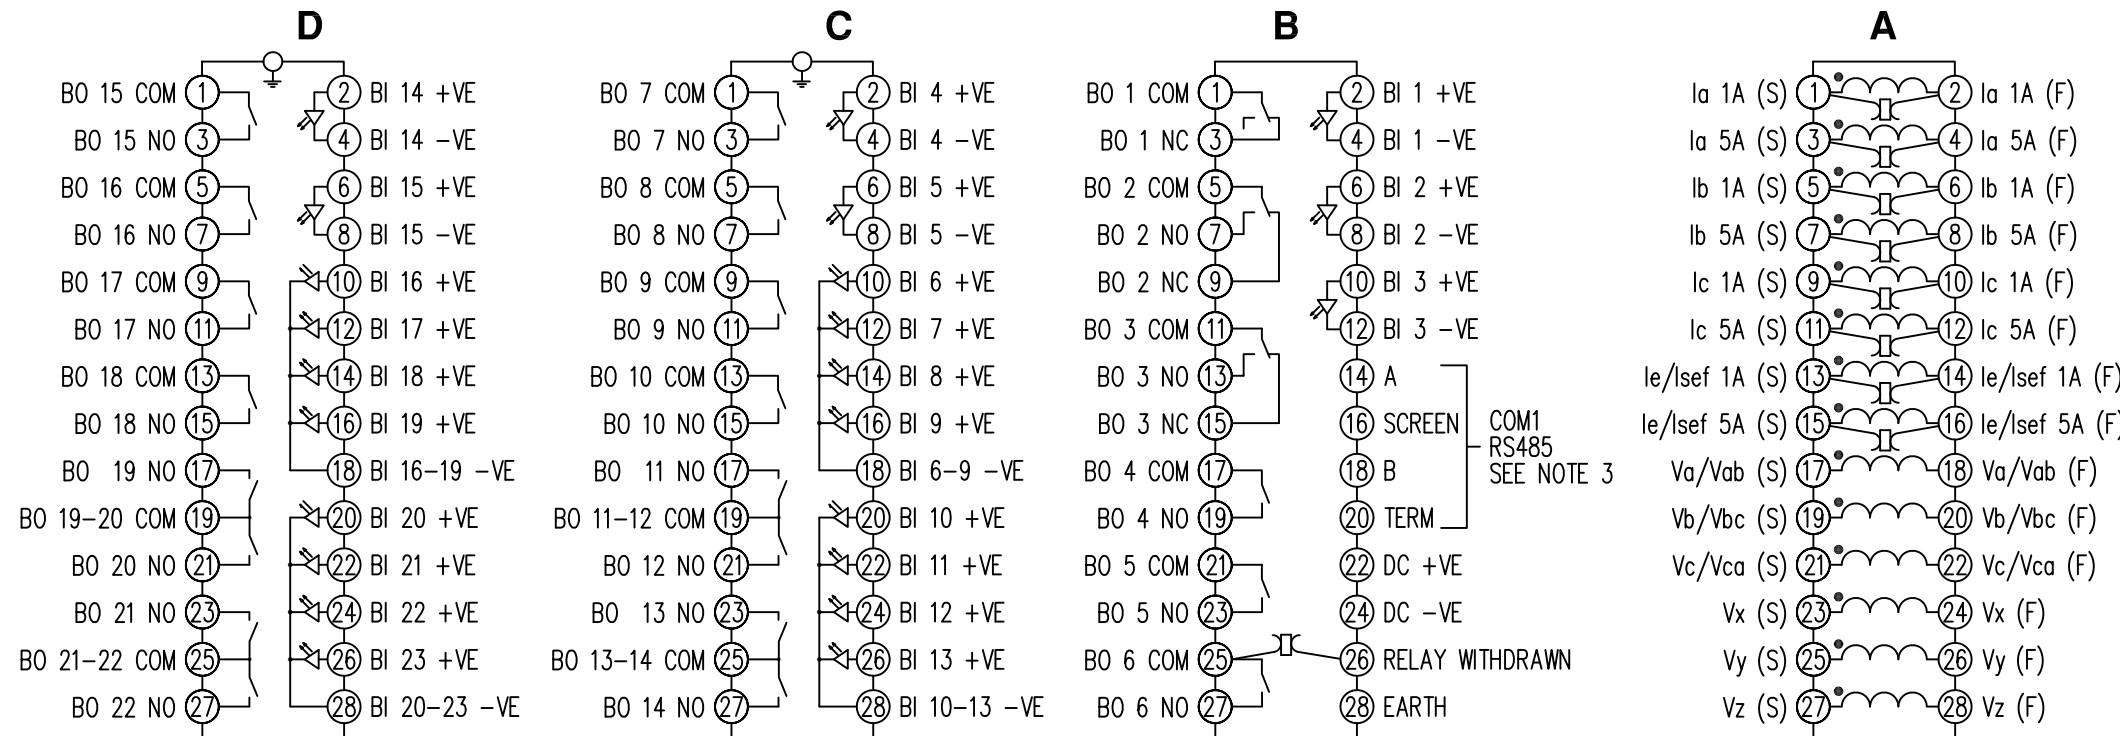 D
C
B
A
BO 15 COM 1 2 BI 14 +VE
BO 15 NO 3 4 BI 14 -VE
BO 16 COM 5 6 BI 15 +VE
BO 16 NO 7 8 BI 15 -VE
BO 17 COM 9 10 BI 16 +VE
BO 17 NO 11 12 BI 17 +VE
BO 18 COM 13 14 BI 18 +VE
BO 18 NO 15 16 BI 19 +VE
BO 19 NO 17 18 BI 16-19 -VE
BO 19-20 COM 19 20 BI 20 +VE
BO 20 NO 21 22 BI 21 +VE
BO 21 NO 23 24 BI 22 +VE
BO 21-22 COM 25 26 BI 23 +VE
BO 22 NO 27 28 BI 20-23 -VE
BO 7 COM 1 2 BI 4 +VE
BO 7 NO 3 4 BI 4 -VE
BO 8 COM 5 6 BI 5 +VE
BO 8 NO 7 8 BI 5 -VE
BO 9 COM 9 10 BI 6 +VE
BO 9 NO 11 12 BI 7 +VE
BO 10 COM 13 14 BI 8 +VE
BO 10 NO 15 16 BI 9 +VE
BO 11 NO 17 18 BI 6-9 -VE
BO 11-12 COM 19 20 BI 10 +VE
BO 12 NO 21 22 BI 11 +VE
BO 13 NO 23 24 BI 12 +VE
BO 13-14 COM 25 26 BI 13 +VE
BO 14 NO 27 28 BI 10-13 -VE
BO 1 COM 1 2 BI 1 +VE
BO 1 NC 3 4 BI 1 -VE
BO 2 COM 5 6 BI 2 +VE
BO 2 NO 7 8 BI 2 -VE
BO 2 NC 9 10 BI 3 +VE
BO 3 COM 11 12 BI 3 -VE
BO 3 NO 13 14 A
BO 3 NC 15 16 SCREEN
BO 4 COM 17 18 B
BO 4 NO 19 20 TERM
COM1
RS485
SEE NOTE 3
BO 5 COM 21 22 DC +VE
BO 5 NO 23 24 DC -VE
BO 6 COM 25 26 RELAY WITHDRAWN
BO 6 NO 27 28 EARTH
Ia 1A (S) 1 2 Ia 1A (F)
Ia 5A (S) 3 4 Ia 5A (F)
Ib 1A (S) 5 6 Ib 1A (F)
Ib 5A (S) 7 8 Ib 5A (F)
Ic 1A (S) 9 10 Ic 1A (F)
Ic 5A (S) 11 12 Ic 5A (F)
Ie/Isef 1A (S) 13 14 Ie/Isef 1A (F)
Ie/Isef 5A (S) 15 16 Ie/Isef 5A (F)
Va/Vab (S) 17 18 Va/Vab (F)
Vb/Vbc (S) 19 20 Vb/Vbc (F)
Vc/Vca (S) 21 22 Vc/Vca (F)
Vx (S) 23 24 Vx (F)
Vy (S) 25 26 Vy (F)
Vz (S) 27 28 Vz (F)